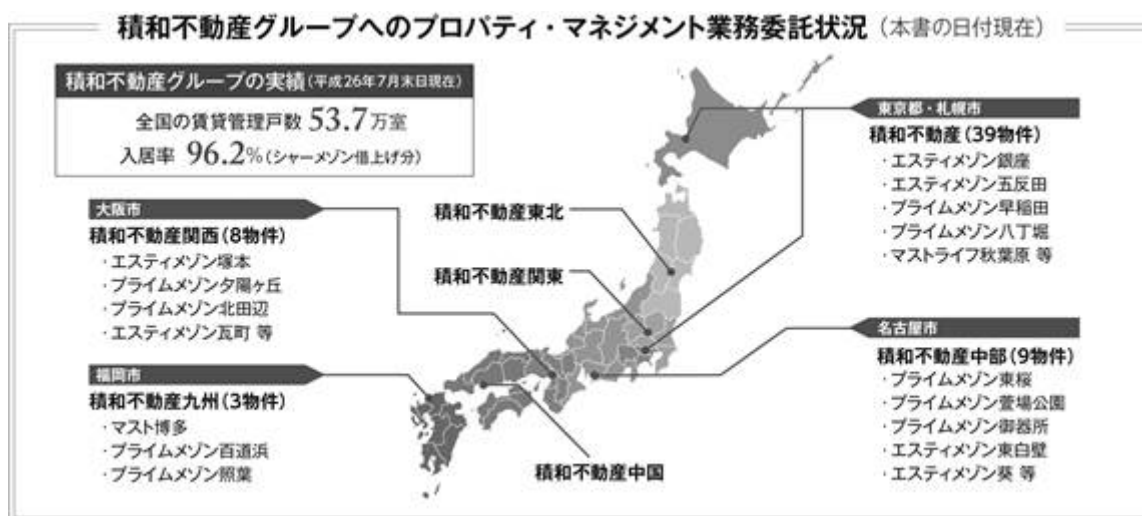 積和不動産グループへのプロパティ・マネジメント業務委託状況（本書の日付現在）
積和不動産グループの実績（平成26年7月末日現在）
全国の賃貸管理戸数 53.7万室
入居率 96.2%（シャーメゾン借上げ分）
大阪市
積和不動産関西（8物件）
・エスティメゾン塚本
・プライムメゾン夕陽ヶ丘
・プライムメゾン北田辺
・エスティメゾン瓦町 等
福岡市
積和不動産九州（3物件）
・マスト博多
・プライムメゾン百道浜
・プライムメゾン照葉
積和不動産東北
積和不動産関東
積和不動産中国
東京都・札幌市
積和不動産（39物件）
・エスティメゾン銀座
・エスティメゾン五反田
・プライムメゾン早稲田
・プライムメゾン八丁堀
・マストライフ秋葉原 等
名古屋市
積和不動産中部（9物件）
・プライムメゾン東桜
・プライムメゾン萱場公園
・プライムメゾン御器所
・エスティメゾン東白壁
・エスティメゾン葵 等